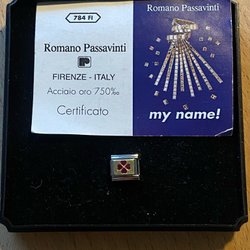 784 FI
Romano Passavinti
FIRENZE - ITALY
Acciaio oro 750‰
Certificato
Romano Passavinti
my name!